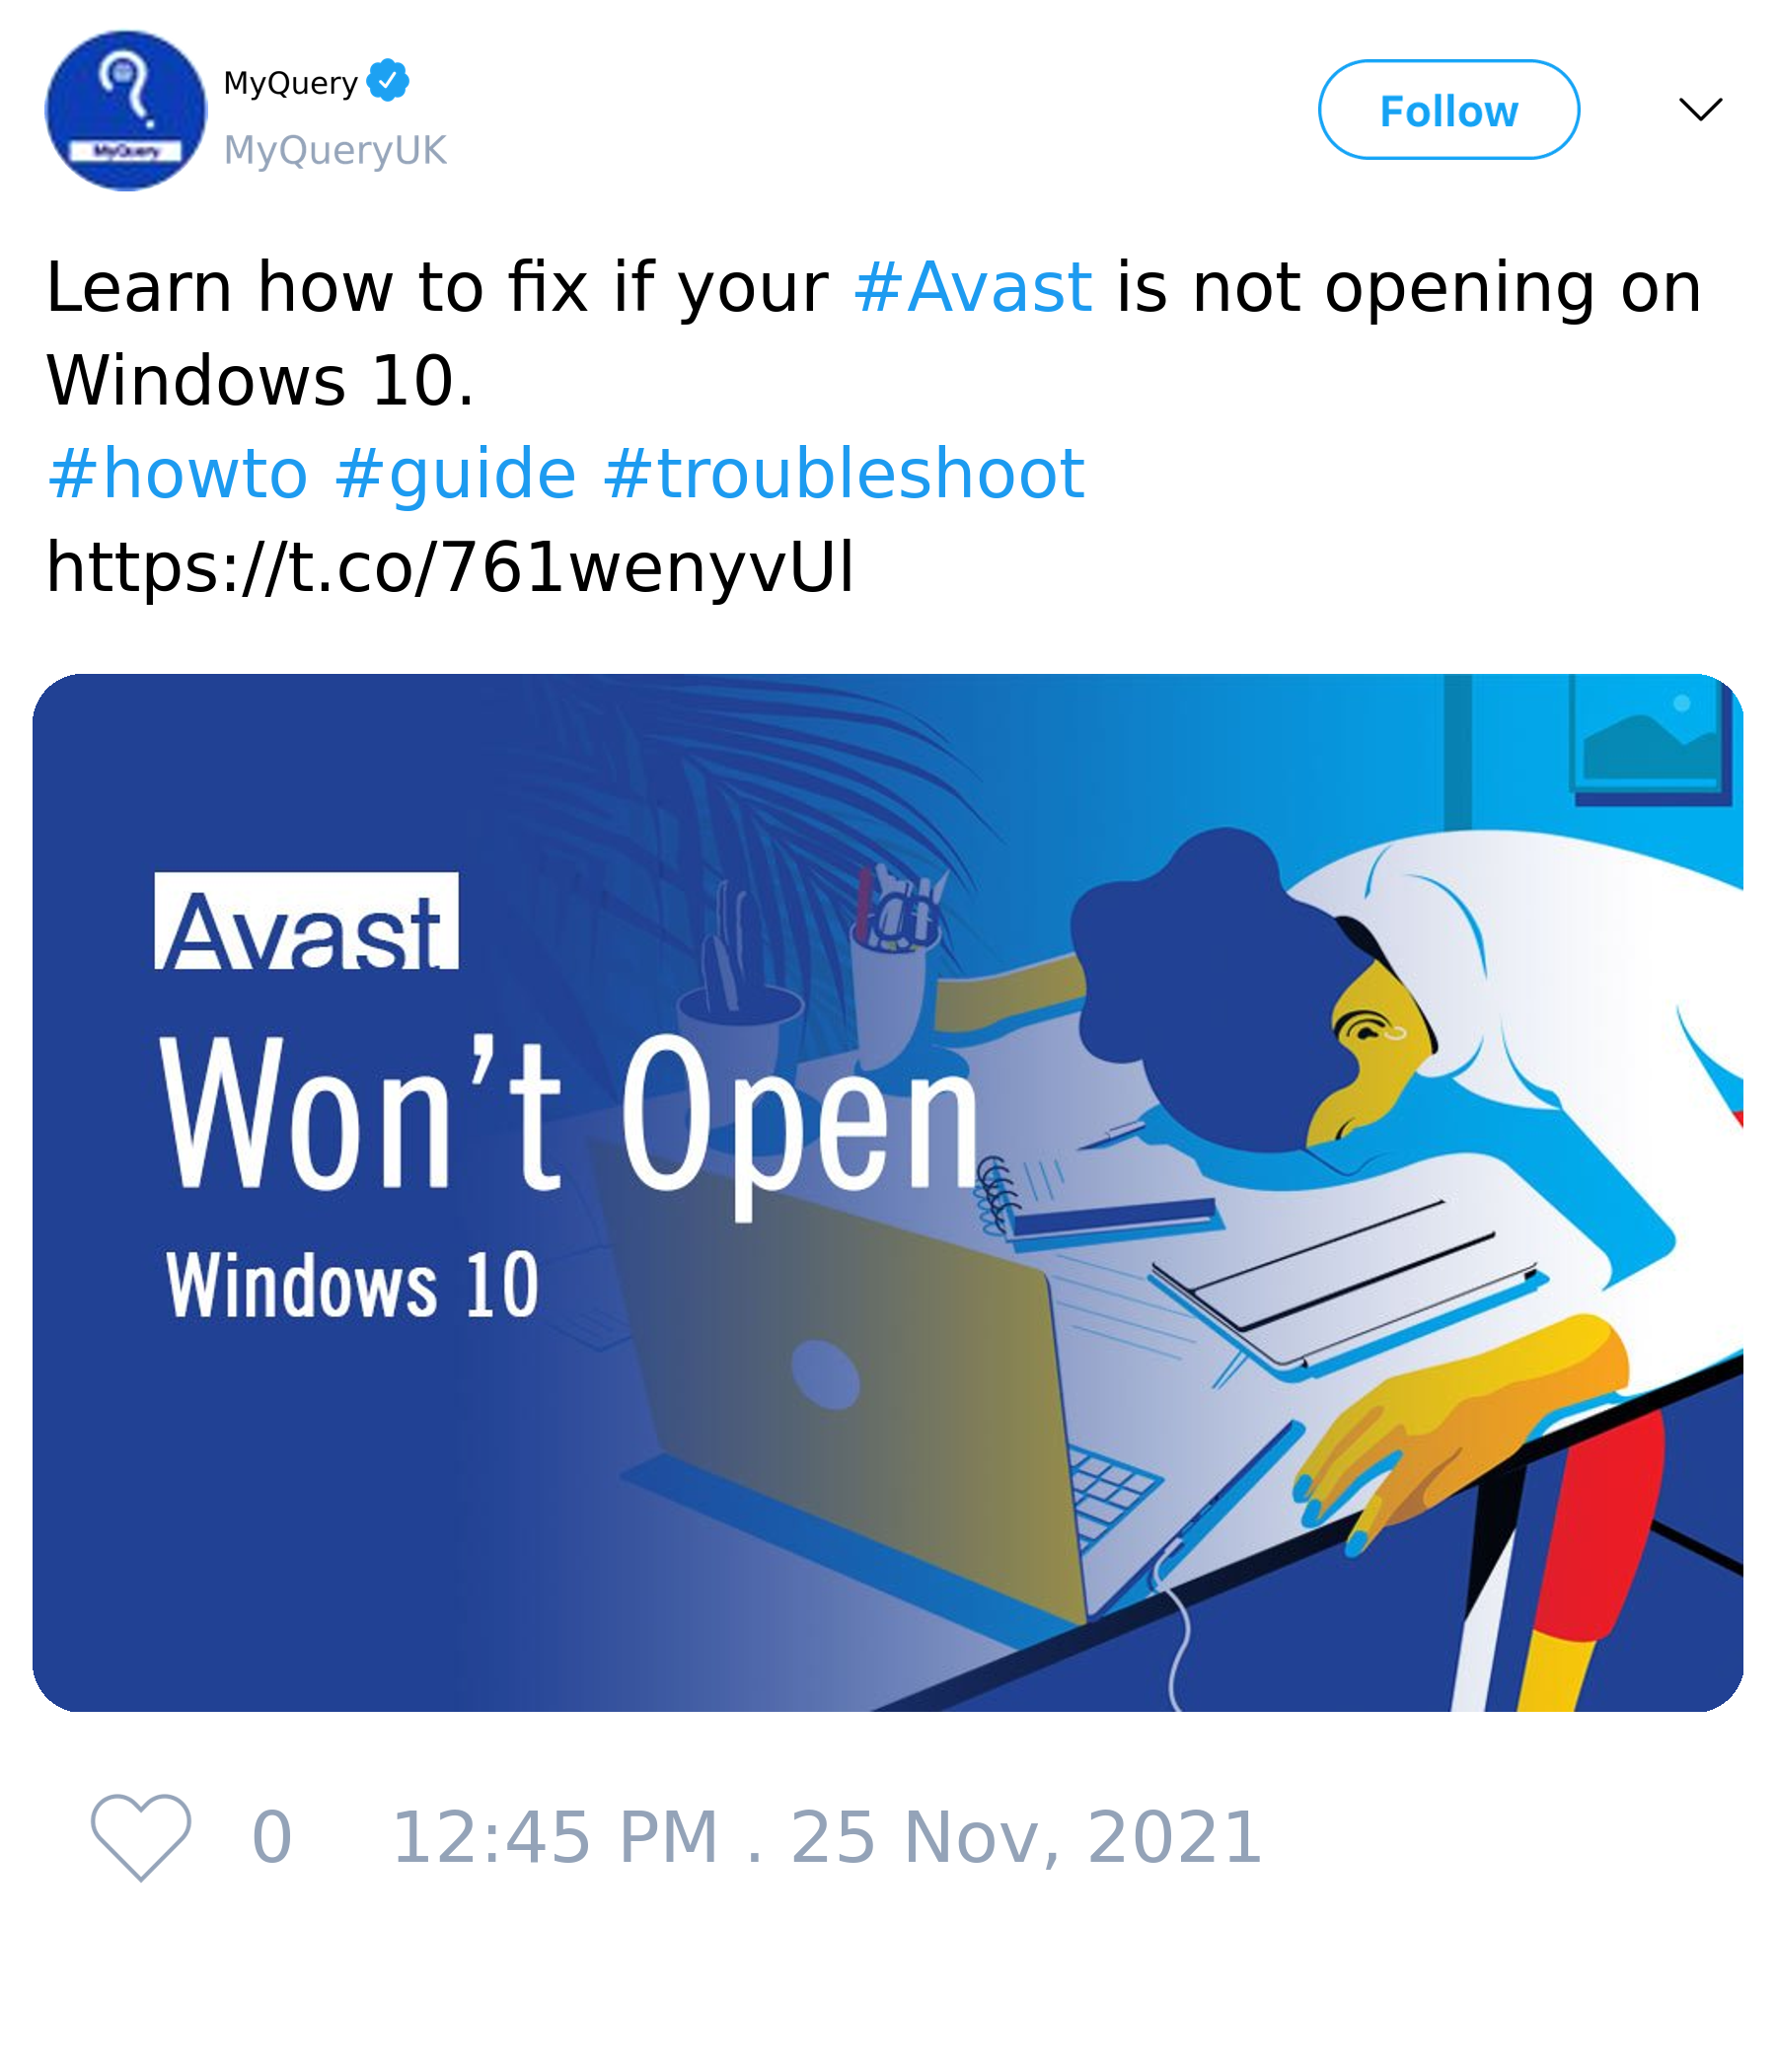 MyQuery
MyQuery
MyQueryUK
Follow
Learn how to fix if your #Avast is not opening on
Windows 10.
#howto #guide #troubleshoot
https://t.co/761wenyvUl
Avast
Won’t Open
Windows 10
0 12:45 PM . 25 Nov, 2021